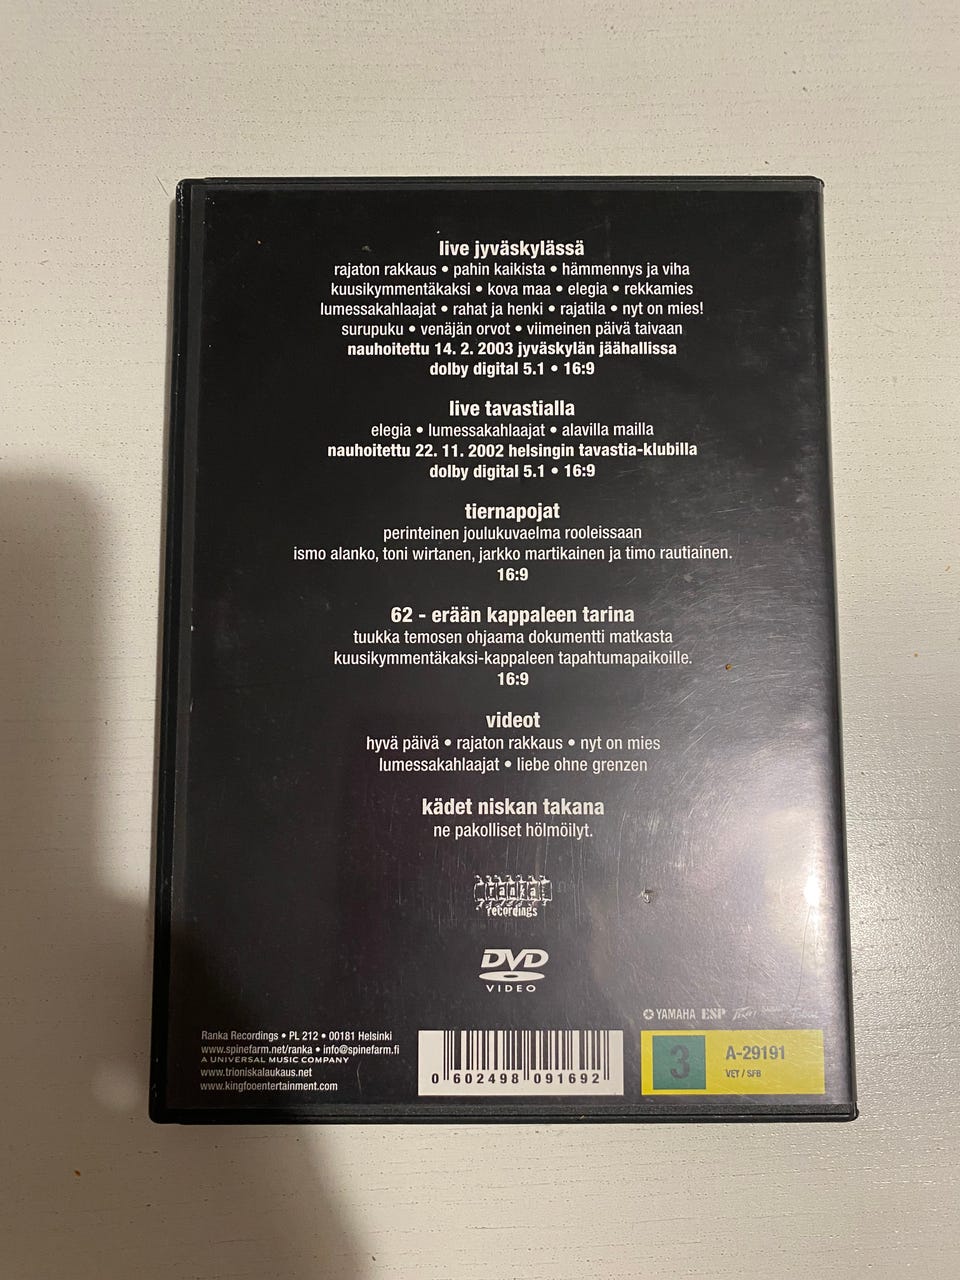 live jyväskylässä
rajaton rakkaus • pahin kaikista • hämmennys ja viha
kuusikymmentäkaksi • kova maa • elegia • rekkamies
lumessakahlaajat • rahat ja henki • rajatila • nyt on mies!
surupuku • venäjän orvot • viimeinen päivä taivaan
nauhoitettu 14. 2. 2003 jyväskylän jäähallissa
dolby digital 5.1 • 16:9
live tavastialla
elegia • lumessakahlaajat • alavilla mailla
nauhoitettu 22. 11. 2002 helsingin tavastia-klubilla
dolby digital 5.1 • 16:9
tiernapojat
perinteinen joulukuvaelma rooleissaan
ismo alanko, toni wirtanen, jarkko martikainen ja timo rautiainen.
16:9
62 - erään kappaleen tarina
tuukka temosen ohjaama dokumentti matkasta
kuusikymmentäkaksi-kappaleen tapahtumapaikoille.
16:9
videot
hyvä päivä • rajaton rakkaus • nyt on mies
lumessakahlaajat • liebe ohne grenzen
kädet niskan takana
ne pakolliset hölmöilyt.
ranka
recordings
DVD
VIDEO
YAMAHA ESP
Ranka Recordings • PL 212 • 00181 Helsinki
www.spinefarm.net/ranka • info@spinefarm.fi
A UNIVERSAL MUSIC COMPANY
www.trioniskalaukaus.net
www.kingfooentertainment.com
0 602498 091692
3
A-29191
VET / SFB